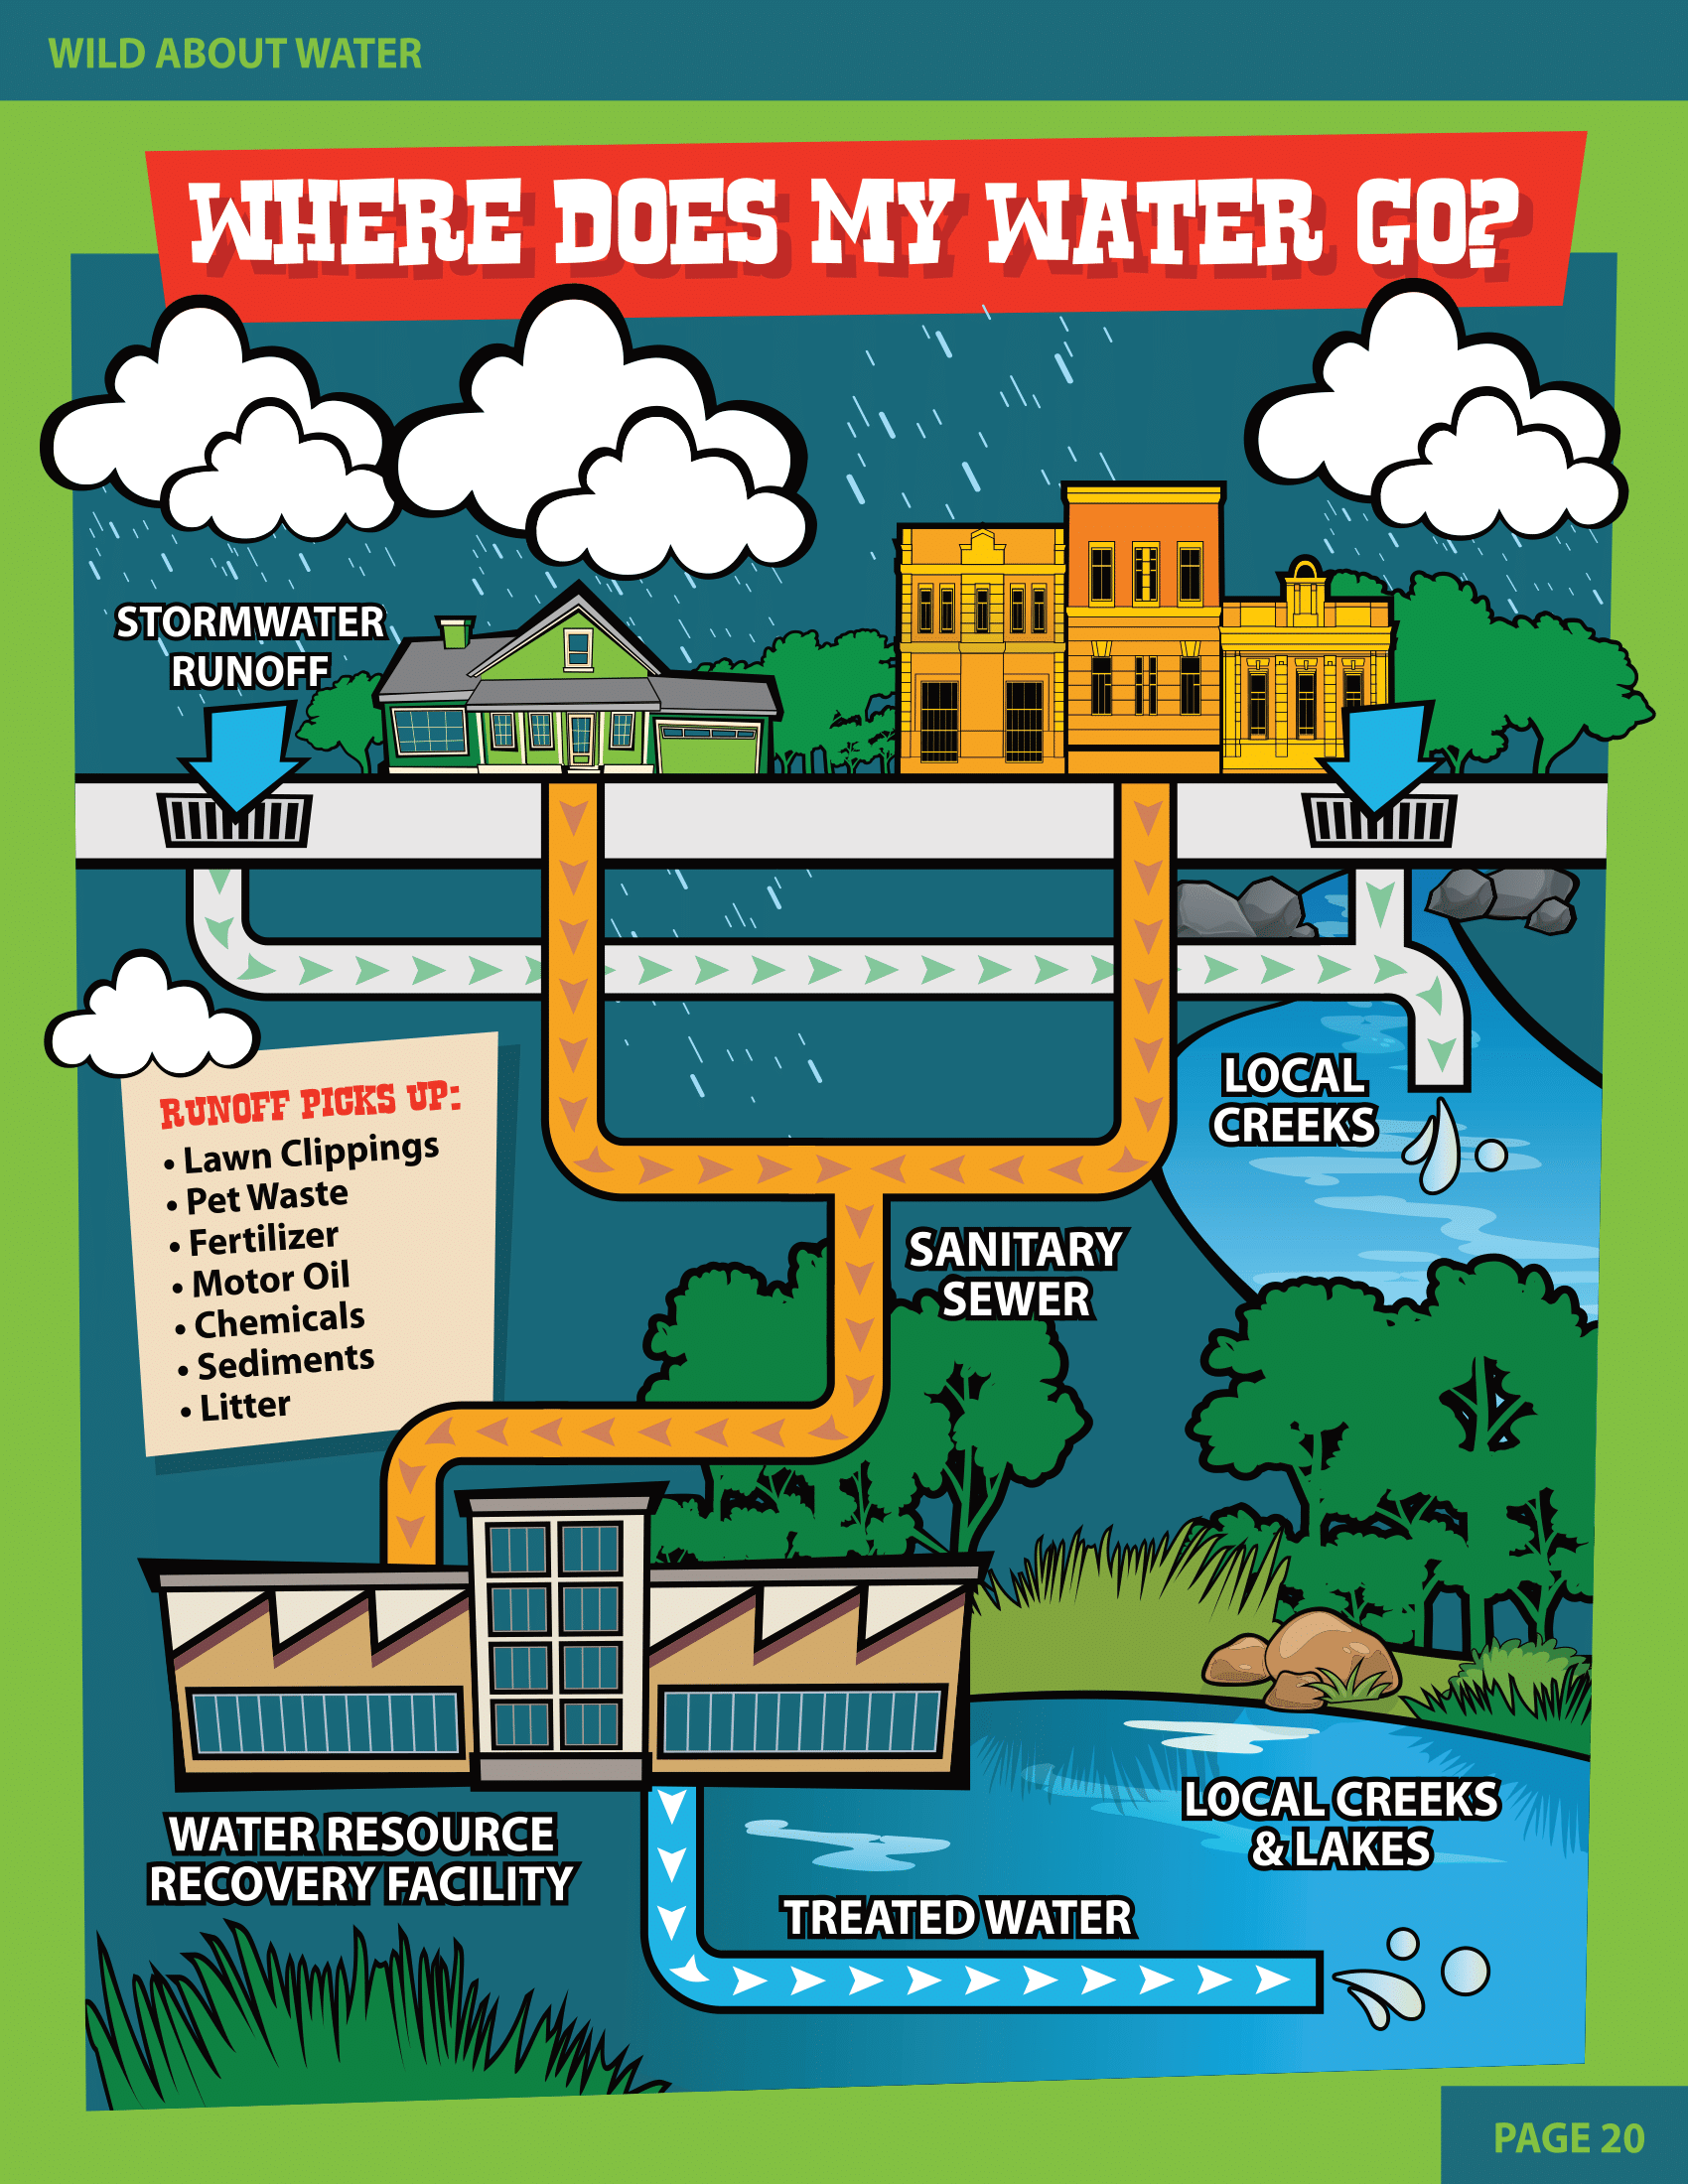 WILD ABOUT WATER
WHERE DOES MY WATER GO?
STORMWATER
RUNOFF
RUNOFF PICKS UP:
• Lawn Clippings
• Pet Waste
• Fertilizer
• Motor Oil
• Chemicals
• Sediments
• Litter
LOCAL
CREEKS
SANITARY
SEWER
WATER RESOURCE
RECOVERY FACILITY
LOCAL CREEKS
& LAKES
TREATED WATER
PAGE 20